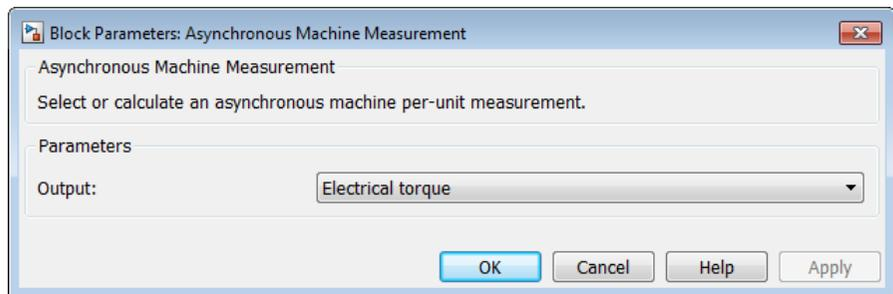 Block Parameters: Asynchronous Machine Measurement
Asynchronous Machine Measurement
Select or calculate an asynchronous machine per-unit measurement.
Parameters
Output: Electrical torque
OK Cancel Help Apply